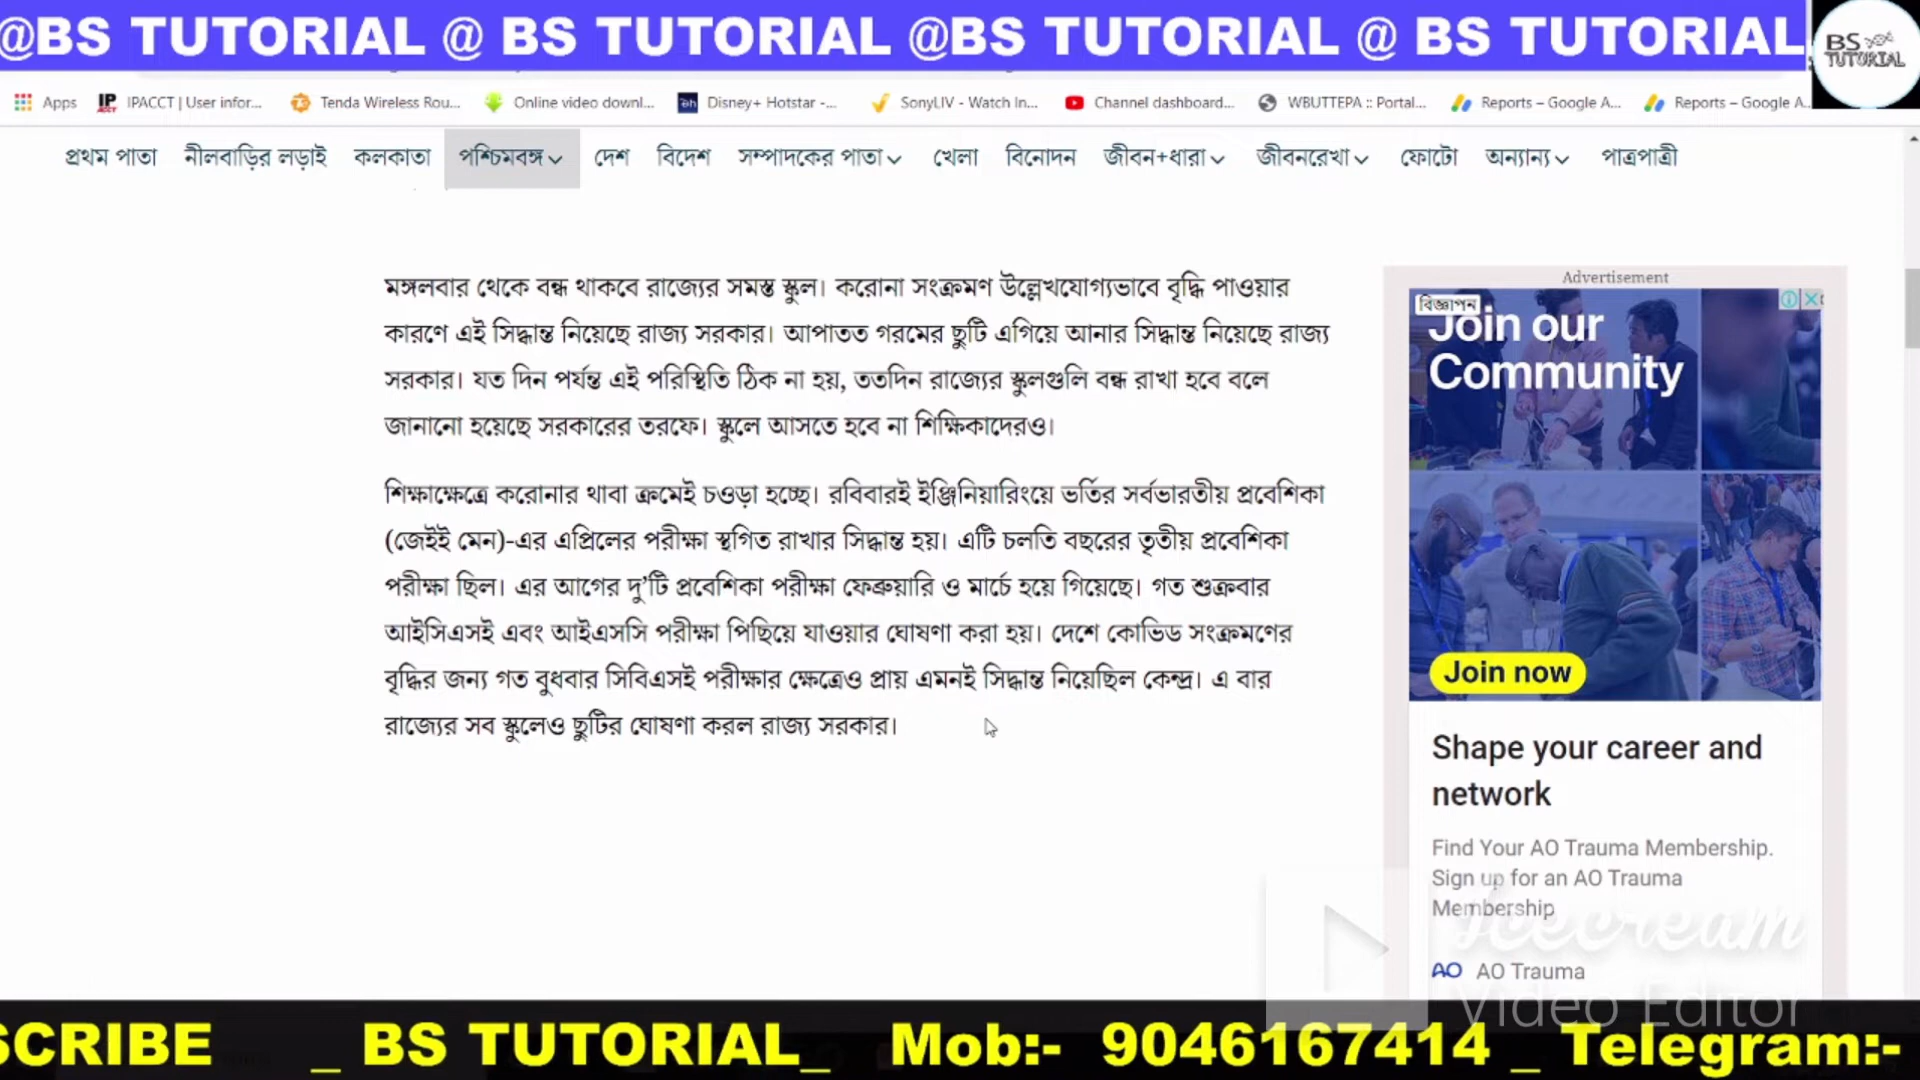 @BS TUTORIAL @ BS TUTORIAL @BS TUTORIAL @ BS TUTORIAL
BS
TUTORIAL
Apps IPACCT | User infor... Tenda Wireless Rou... Online video downl... Disney+ Hotstar -... SonyLIV - Watch In... Channel dashboard... WBUTTEPA :: Portal... Reports – Google A... Reports – Google A...
প্রথম পাতা নীলবাড়ির লড়াই কলকাতা পশ্চিমবঙ্গ দেশ বিদেশ সম্পাদকের পাতা খেলা বিনোদন জীবন+ধারা জীবনরেখা ফোটো অন্যান্য পাত্রপাত্রী
মঙ্গলবার থেকে বন্ধ থাকবে রাজ্যের সমস্ত স্কুল। করোনা সংক্রমণ উল্লেখযোগ্যভাবে বৃদ্ধি পাওয়ার
কারণে এই সিদ্ধান্ত নিয়েছে রাজ্য সরকার। আপাতত গরমের ছুটি এগিয়ে আনার সিদ্ধান্ত নিয়েছে রাজ্য
সরকার। যত দিন পর্যন্ত এই পরিস্থিতি ঠিক না হয়, ততদিন রাজ্যের স্কুলগুলি বন্ধ রাখা হবে বলে
জানানো হয়েছে সরকারের তরফে। স্কুলে আসতে হবে না শিক্ষিকাদেরও।
শিক্ষাক্ষেত্রে করোনার থাবা ক্রমেই চওড়া হচ্ছে। রবিবারই ইঞ্জিনিয়ারিংয়ে ভর্তির সর্বভারতীয় প্রবেশিকা
(জেইই মেন)-এর এপ্রিলের পরীক্ষা স্থগিত রাখার সিদ্ধান্ত হয়। এটি চলতি বছরের তৃতীয় প্রবেশিকা
পরীক্ষা ছিল। এর আগের দু’টি প্রবেশিকা পরীক্ষা ফেব্রুয়ারি ও মার্চে হয়ে গিয়েছে। গত শুক্রবার
আইসিএসই এবং আইএসসি পরীক্ষা পিছিয়ে যাওয়ার ঘোষণা করা হয়। দেশে কোভিড সংক্রমণের
বৃদ্ধির জন্য গত বুধবার সিবিএসই পরীক্ষার ক্ষেত্রেও প্রায় এমনই সিদ্ধান্ত নিয়েছিল কেন্দ্র। এ বার
রাজ্যের সব স্কুলেও ছুটির ঘোষণা করল রাজ্য সরকার।
Advertisement
বিজ্ঞাপন
Join our
Community
Join now
Shape your career and
network
Find Your AO Trauma Membership.
Sign up for an AO Trauma
Membership
AO AO Trauma
Icecream
Video Editor
SCRIBE _ BS TUTORIAL_ Mob:- 9046167414 _ Telegram:-